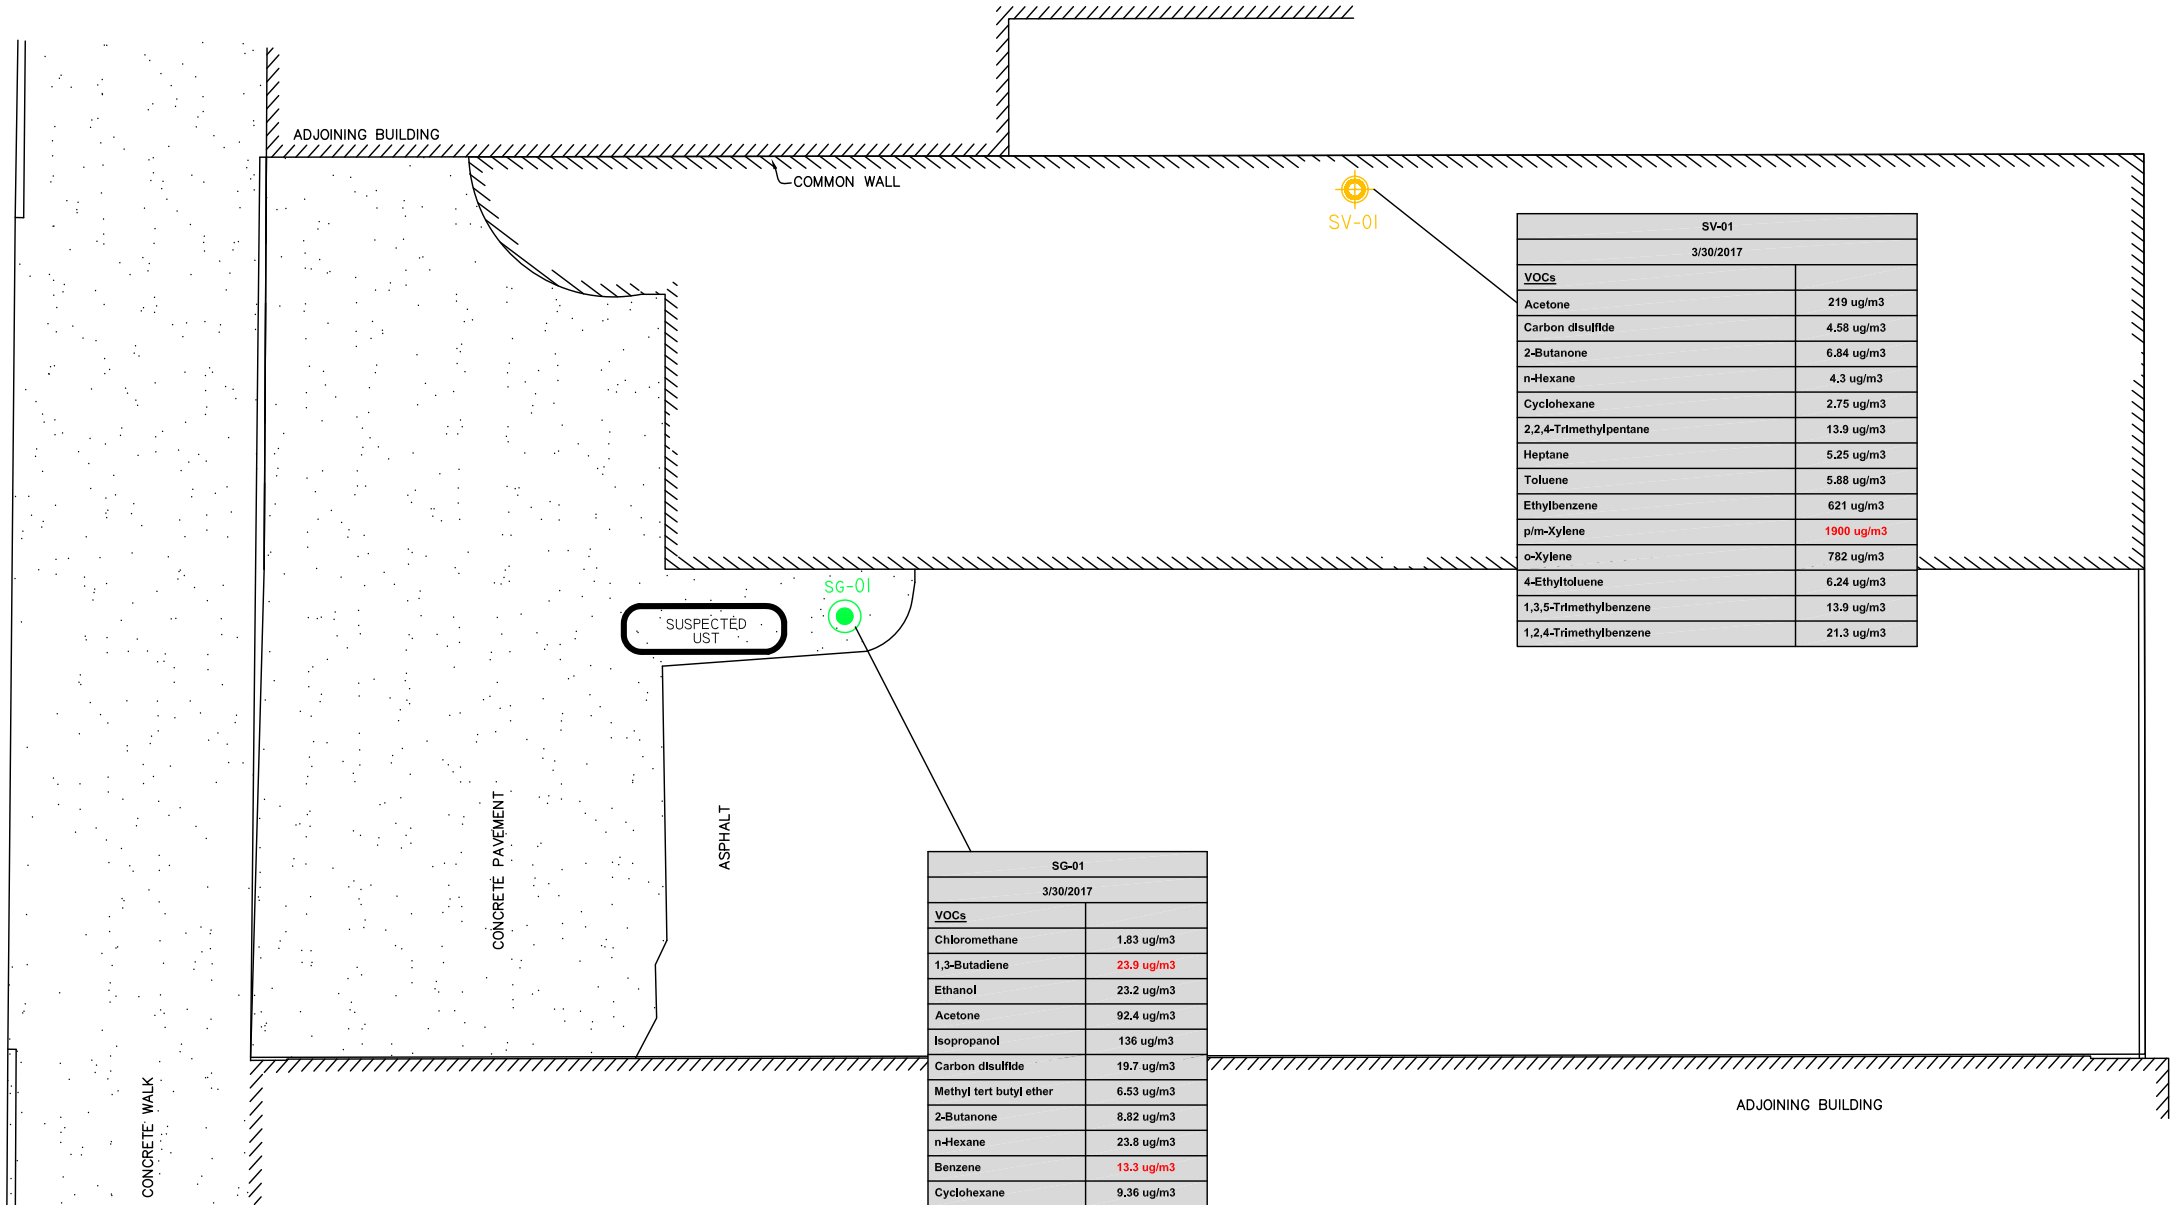 ADJOINING BUILDING
COMMON WALL
SV-01
SV-01
3/30/2017
VOCs
Acetone 219 ug/m3
Carbon disulfide 4.58 ug/m3
2-Butanone 6.84 ug/m3
n-Hexane 4.3 ug/m3
Cyclohexane 2.75 ug/m3
2,2,4-Trimethylpentane 13.9 ug/m3
Heptane 5.25 ug/m3
Toluene 5.88 ug/m3
Ethylbenzene 621 ug/m3
p/m-Xylene 1900 ug/m3
o-Xylene 782 ug/m3
4-Ethyltoluene 6.24 ug/m3
1,3,5-Trimethylbenzene 13.9 ug/m3
1,2,4-Trimethylbenzene 21.3 ug/m3
SG-01
SUSPECTED
UST
CONCRETE PAVEMENT
ASPHALT
SG-01
3/30/2017
VOCs
Chloromethane 1.83 ug/m3
1,3-Butadiene 23.9 ug/m3
Ethanol 23.2 ug/m3
Acetone 92.4 ug/m3
Isopropanol 136 ug/m3
Carbon disulfide 19.7 ug/m3
Methyl tert butyl ether 6.53 ug/m3
2-Butanone 8.82 ug/m3
n-Hexane 23.8 ug/m3
Benzene 13.3 ug/m3
Cyclohexane 9.36 ug/m3
CONCRETE WALK
ADJOINING BUILDING